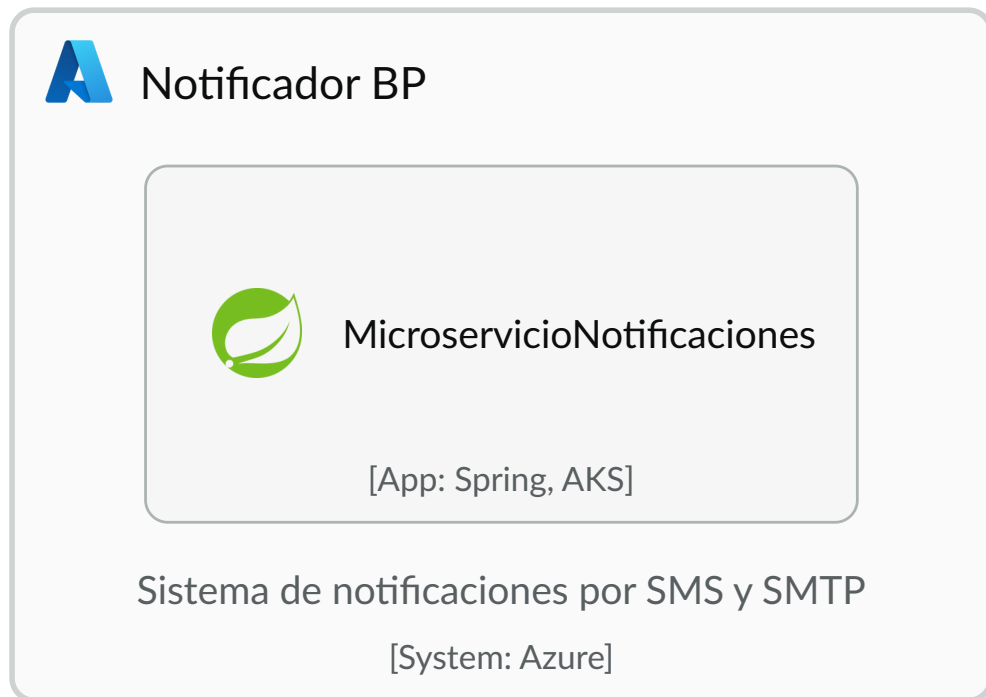 Notificador BP
MicroservicioNotificaciones
[App: Spring, AKS]
Sistema de notificaciones por SMS y SMTP
[System: Azure]